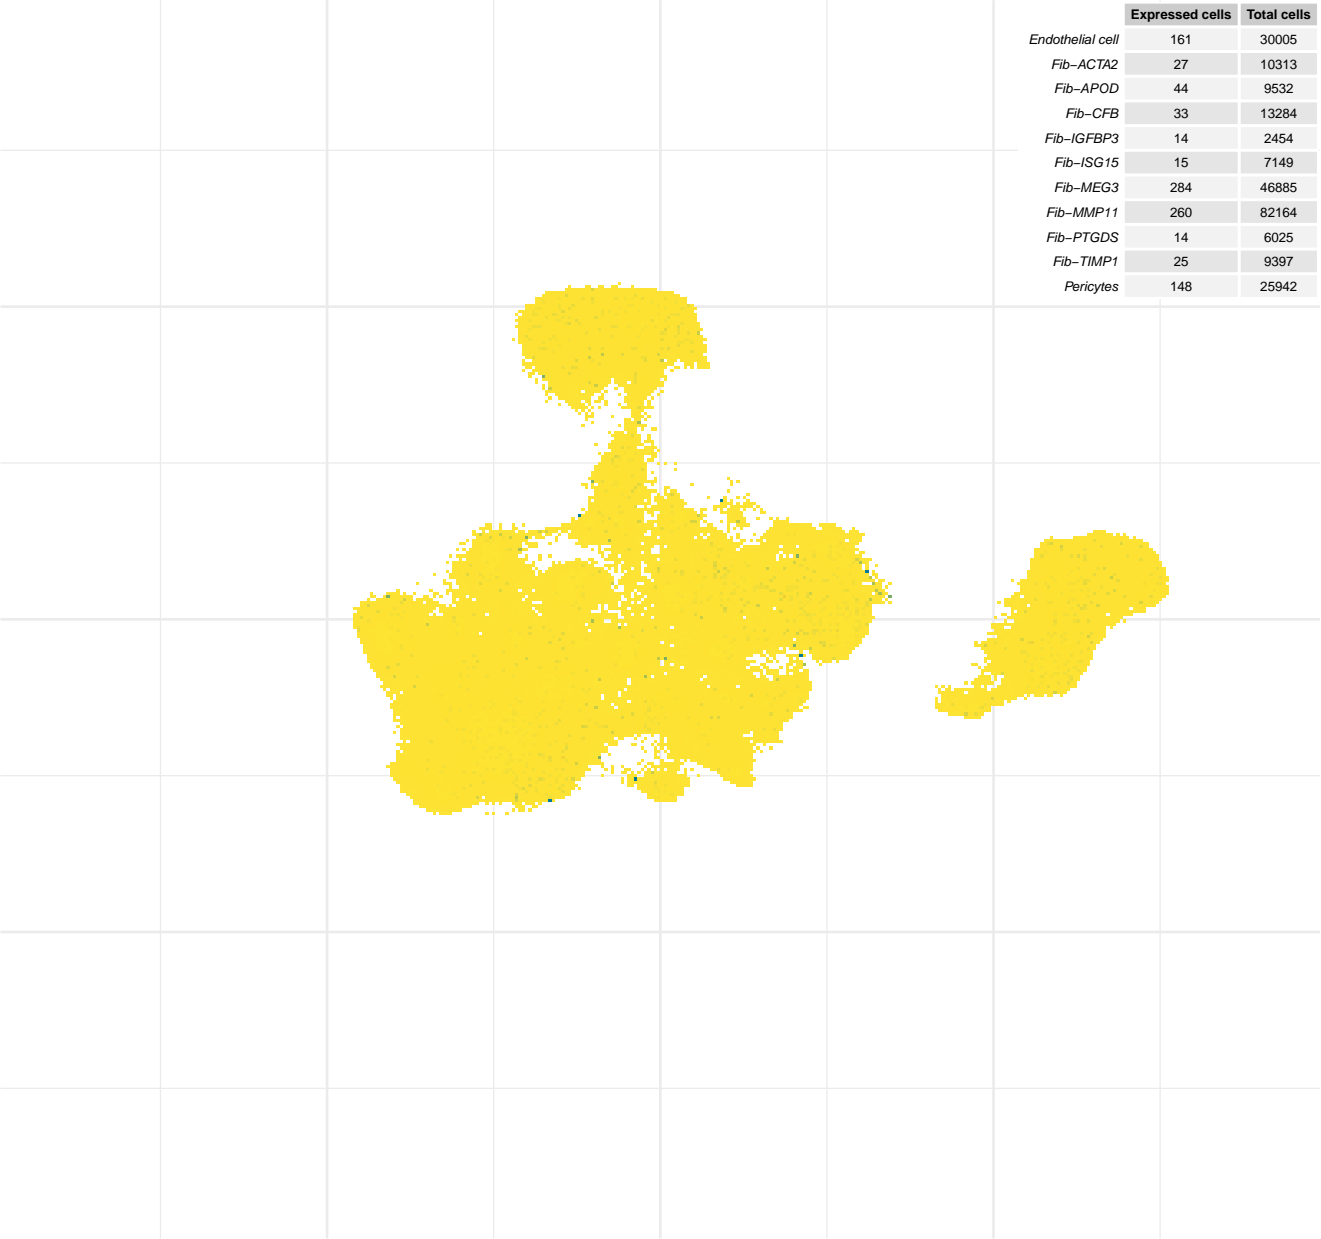 Expressed cells Total cells
Endothelial cell 161 30005
Fib−ACTA2 27 10313
Fib−APOD 44 9532
Fib−CFB 33 13284
Fib−IGFBP3 14 2454
Fib−ISG15 15 7149
Fib−MEG3 284 46885
Fib−MMP11 260 82164
Fib−PTGDS 14 6025
Fib−TIMP1 25 9397
Pericytes 148 25942